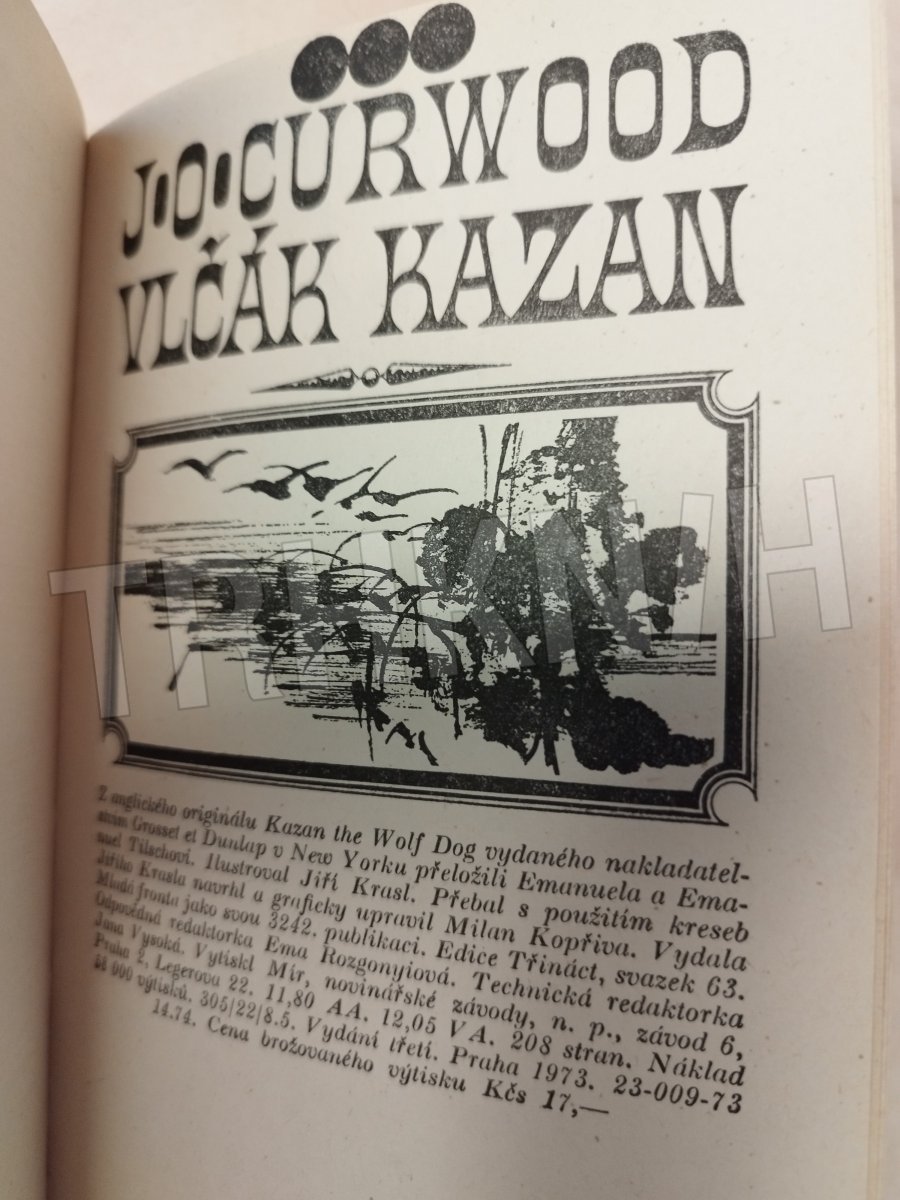 J•O•CURWOOD
VLČÁK KAZAN
TRHKNIH
Z anglického originálu Kazan the Wolf Dog vydaného nakladatel-
stvím Grosset et Dunlap v New Yorku přeložili Emanuela a Ema-
nuel Tilschovi. Ilustroval Jiří Krasl. Přebal s použitím kreseb
Jiřího Krasla navrhl a graficky upravil Milan Kopřiva. Vydala
Mladá fronta jako svou 3242. publikaci. Edice Třináct, svazek 63.
Odpovědná redaktorka Ema Rozgonyiová. Technická redaktorka
Jana Vysoká. Vytiskl Mír, novinářské závody, n. p., závod 6,
Praha 2, Legerova 22. 11,80 AA. 12,05 VA. 208 stran. Náklad
000 výtisků. 305/22/8.5. Vydání třetí. Praha 1973. 23-009-73
14.74. Cena brožovaného výtisku Kčs 17,—